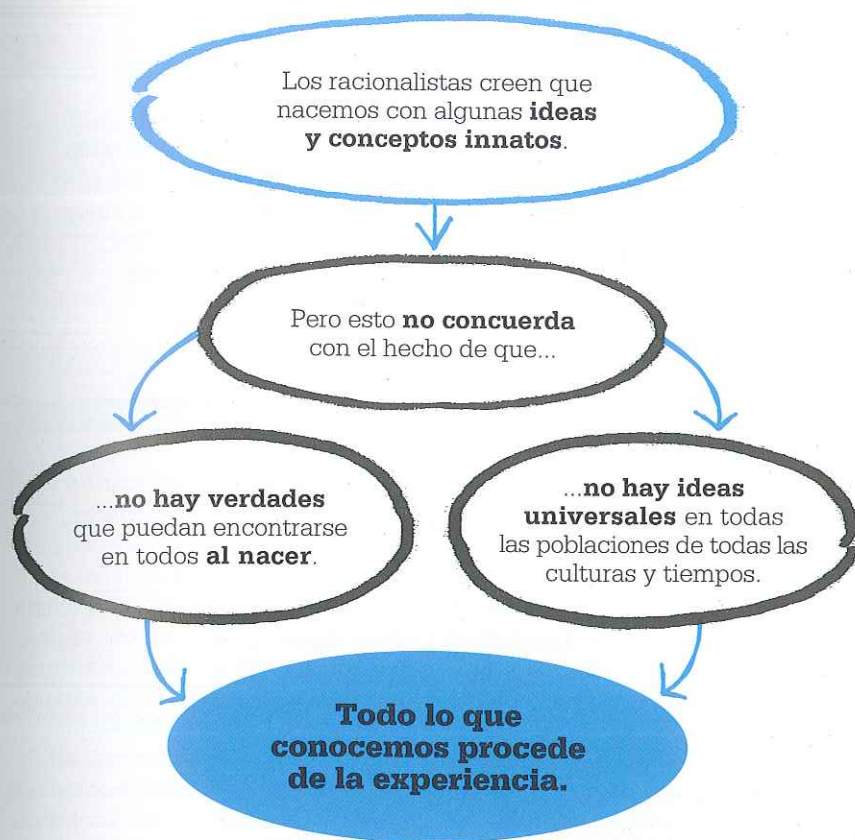 Los racionalistas creen que
nacemos con algunas ideas
y conceptos innatos.
Pero esto no concuerda
con el hecho de que...
...no hay verdades
que puedan encontrarse
en todos al nacer.
...no hay ideas
universales en todas
las poblaciones de todas las
culturas y tiempos.
Todo lo que
conocemos procede
de la experiencia.